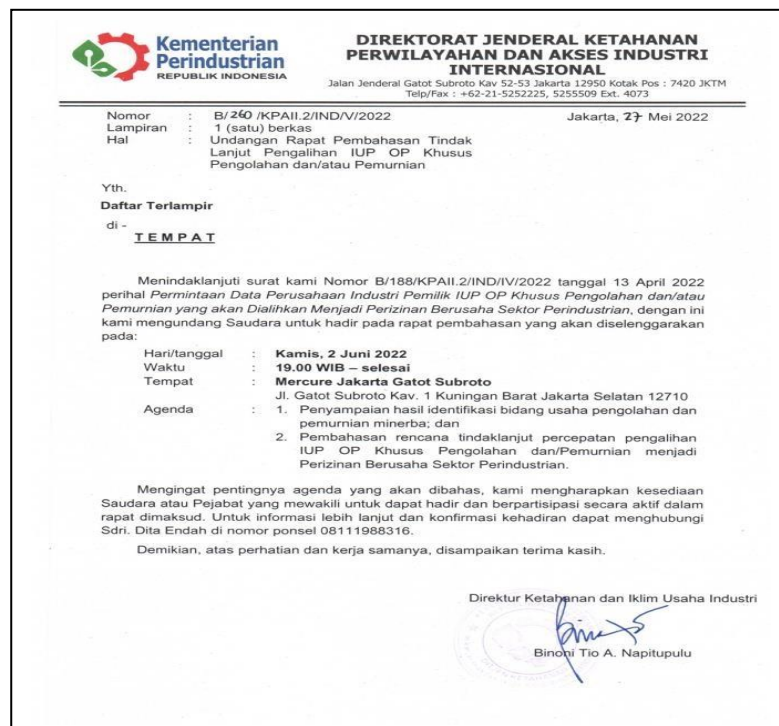 Kementerian
Perindustrian
REPUBLIK INDONESIA
DIREKTORAT JENDERAL KETAHANAN
PERWILAYAHAN DAN AKSES INDUSTRI
INTERNASIONAL
Jalan Jenderal Gatot Subroto Kav 52-53 Jakarta 12950 Kotak Pos : 7420 JKTM
Telp/Fax : +62-21-5252225, 5255509 Ext. 4073
Nomor : B/260/KPAII.2/IND/V/2022 Jakarta, 27 Mei 2022
Lampiran : 1 (satu) berkas
Hal : Undangan Rapat Pembahasan Tindak
Lanjut Pengalihan IUP OP Khusus
Pengolahan dan/atau Pemurnian
Yth.
Daftar Terlampir
di -
TEMPAT
Menindaklanjuti surat kami Nomor B/188/KPAII.2/IND/IV/2022 tanggal 13 April 2022
perihal Permintaan Data Perusahaan Industri Pemilik IUP OP Khusus Pengolahan dan/atau
Pemurnian yang akan Dialihkan Menjadi Perizinan Berusaha Sektor Perindustrian, dengan ini
kami mengundang Saudara untuk hadir pada rapat pembahasan yang akan diselenggarakan
pada:
Hari/tanggal : Kamis, 2 Juni 2022
Waktu : 19.00 WIB – selesai
Tempat : Mercure Jakarta Gatot Subroto
Jl. Gatot Subroto Kav. 1 Kuningan Barat Jakarta Selatan 12710
Agenda : 1. Penyampaian hasil identifikasi bidang usaha pengolahan dan
pemurnian minerba; dan
2. Pembahasan rencana tindaklanjut percepatan pengalihan
IUP OP Khusus Pengolahan dan/Pemurnian menjadi
Perizinan Berusaha Sektor Perindustrian.
Mengingat pentingnya agenda yang akan dibahas, kami mengharapkan kesediaan
Saudara atau Pejabat yang mewakili untuk dapat hadir dan berpartisipasi secara aktif dalam
rapat dimaksud. Untuk informasi lebih lanjut dan konfirmasi kehadiran dapat menghubungi
Sdri. Dita Endah di nomor ponsel 08111988316.
Demikian, atas perhatian dan kerja samanya, disampaikan terima kasih.
Direktur Ketahanan dan Iklim Usaha Industri
Binoni Tio A. Napitupulu